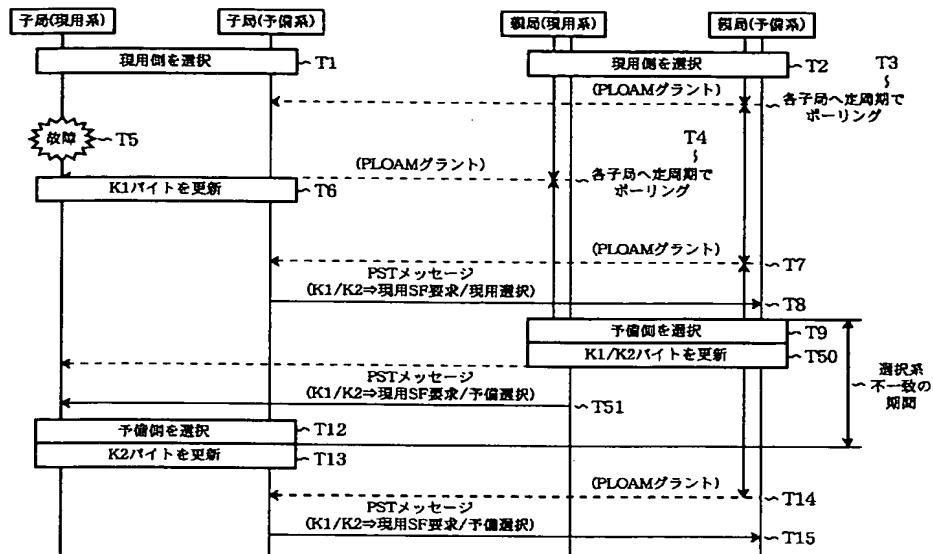 子局(現用系)
子局(予備系)
親局(現用系)
親局(予備系)
現用側を選択
T1
現用側を選択
T2
T3
(PLOAMグラント)
各子局へ定周期で
ポーリング
故障
T5
T4
(PLOAMグラント)
各子局へ定周期で
ポーリング
K1バイトを更新
T6
(PLOAMグラント)
T7
PSTメッセージ
(K1/K2⇒現用SF要求/現用選択)
T8
予備側を選択
T9
K1/K2バイトを更新
T50
選択系
不一致の
期間
PSTメッセージ
(K1/K2⇒現用SF要求/予備選択)
T51
予備側を選択
T12
K2バイトを更新
T13
(PLOAMグラント)
T14
PSTメッセージ
(K1/K2⇒現用SF要求/予備選択)
T15